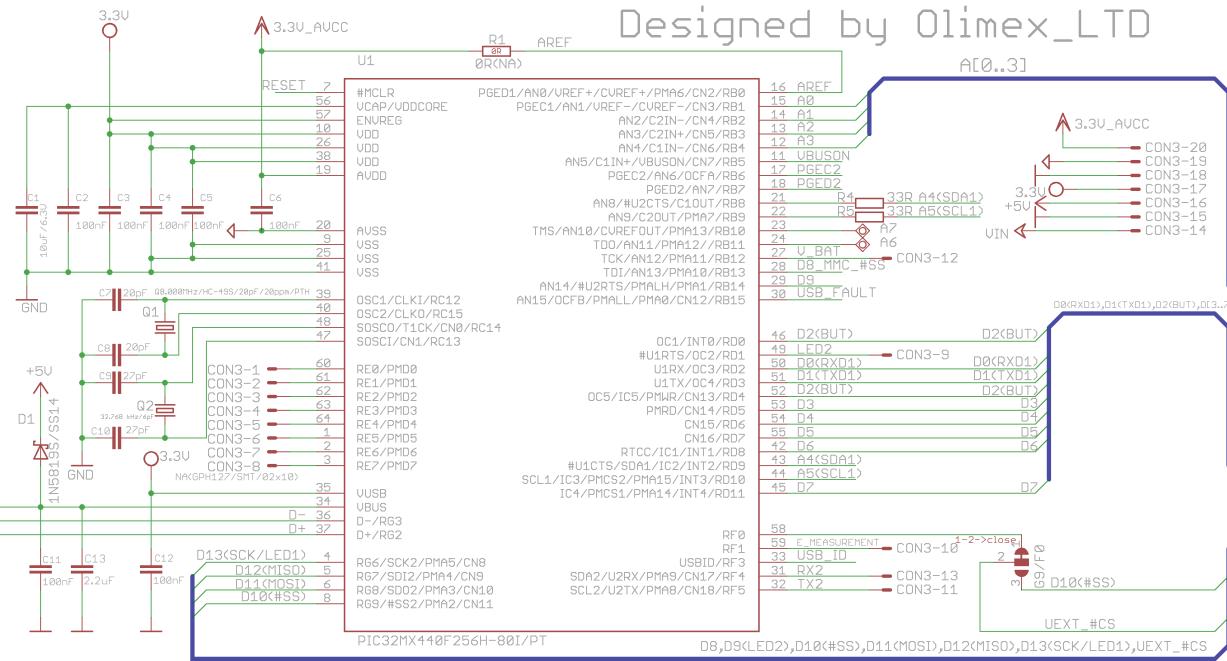 Designed by Olimex_LTD
3.3V
3.3V_AVCC
R1
0R
0R(NA)
AREF
A[0..3]
U1
RESET 7 #MCLR
56 VCAP/VDDCORE
57 ENVREG
10 VDD
26 VDD
38 VDD
19 AVDD
20 AVSS
9 VSS
25 VSS
41 VSS
39 OSC1/CLKI/RC12
40 OSC2/CLKO/RC15
48 SOSCO/T1CK/CN0/RC14
47 SOSCI/CN1/RC13
CON3-1 60 RE0/PMD0
CON3-2 61 RE1/PMD1
CON3-3 62 RE2/PMD2
CON3-4 63 RE3/PMD3
CON3-5 64 RE4/PMD4
CON3-6 1 RE5/PMD5
CON3-7 2 RE6/PMD6
CON3-8 3 RE7/PMD7
NA(GPH127/SMT/02x10)
35 VUSB
34 VBUS
D- 36 D-/RG3
D+ 37 D+/RG2
D13(SCK/LED1) 4 RG6/SCK2/PMA5/CN8
D12(MISO) 5 RG7/SDI2/PMA4/CN9
D11(MOSI) 6 RG8/SDO2/PMA3/CN10
D10(#SS) 8 RG9/#SS2/PMA2/CN11
PIC32MX440F256H-80I/PT
PGED1/AN0/VREF+/CVREF+/PMA6/CN2/RB0 16 AREF
PGEC1/AN1/VREF-/CVREF-/CN3/RB1 15 A0
AN2/C2IN-/CN4/RB2 14 A1
AN3/C2IN+/CN5/RB3 13 A2
AN4/C1IN-/CN6/RB4 12 A3
AN5/C1IN+/VBUSON/CN7/RB5 11 VBUSON
PGEC2/AN6/OCFA/RB6 17 PGEC2
PGED2/AN7/RB7 18 PGED2
AN8/#U2CTS/C1OUT/RB8 21 R4 33R A4(SDA1)
AN9/C2OUT/PMA7/RB9 22 R5 33R A5(SCL1)
TMS/AN10/CVREFOUT/PMA13/RB10 23 A7
TDO/AN11/PMA12//RB11 24 A6
TCK/AN12/PMA11/RB12 27 V_BAT CON3-12
TDI/AN13/PMA10/RB13 28 D8_MMC_#SS
AN14/#U2RTS/PMALH/PMA1/RB14 29 D9
AN15/OCFB/PMALL/PMA0/CN12/RB15 30 USB_FAULT
OC1/INT0/RD0 46 D2(BUT) D2(BUT)
#U1RTS/OC2/RD1 49 LED2 CON3-9
U1RX/OC3/RD2 50 D0(RXD1) D0(RXD1)
U1TX/OC4/RD3 51 D1(TXD1) D1(TXD1)
OC5/IC5/PMWR/CN13/RD4 52 D2(BUT) D2(BUT)
PMRD/CN14/RD5 53 D3 D3
CN15/RD6 54 D4 D4
CN16/RD7 55 D5 D5
RTCC/IC1/INT1/RD8 42 D6 D6
#U1CTS/SDA1/IC2/INT2/RD9 43 A4(SDA1)
SCL1/IC3/PMCS2/PMA15/INT3/RD10 44 A5(SCL1)
IC4/PMCS1/PMA14/INT4/RD11 45 D7 D7
RF0 58
RF1 59 E_MEASUREMENT CON3-10
USBID/RF3 33 USB_ID
SDA2/U2RX/PMA9/CN17/RF4 31 RX2 CON3-13
SCL2/U2TX/PMA8/CN18/RF5 32 TX2 CON3-11
C1
10uF/6.3V
C2
100nF
C3
100nF
C4
100nF
C5
100nF
C6
100nF
GND
C7 20pF
Q8.000MHz/HC-49S/20pF/20ppm/PTH
Q1
C8 20pF
C9 27pF
Q2
32.768 kHz/6pF
C10 27pF
GND
+5V
D1
1N5819S/SS14
3.3V
C11
100nF
C13
2.2uF
C12
100nF
3.3V_AVCC
CON3-20
CON3-19
CON3-18
3.3V CON3-17
+5V CON3-16
CON3-15
VIN CON3-14
D0(RXD1),D1(TXD1),D2(BUT),D[3..7
1-2->close
1
2
3
G9/F0
D10(#SS)
UEXT_#CS
D8,D9(LED2),D10(#SS),D11(MOSI),D12(MISO),D13(SCK/LED1),UEXT_#CS